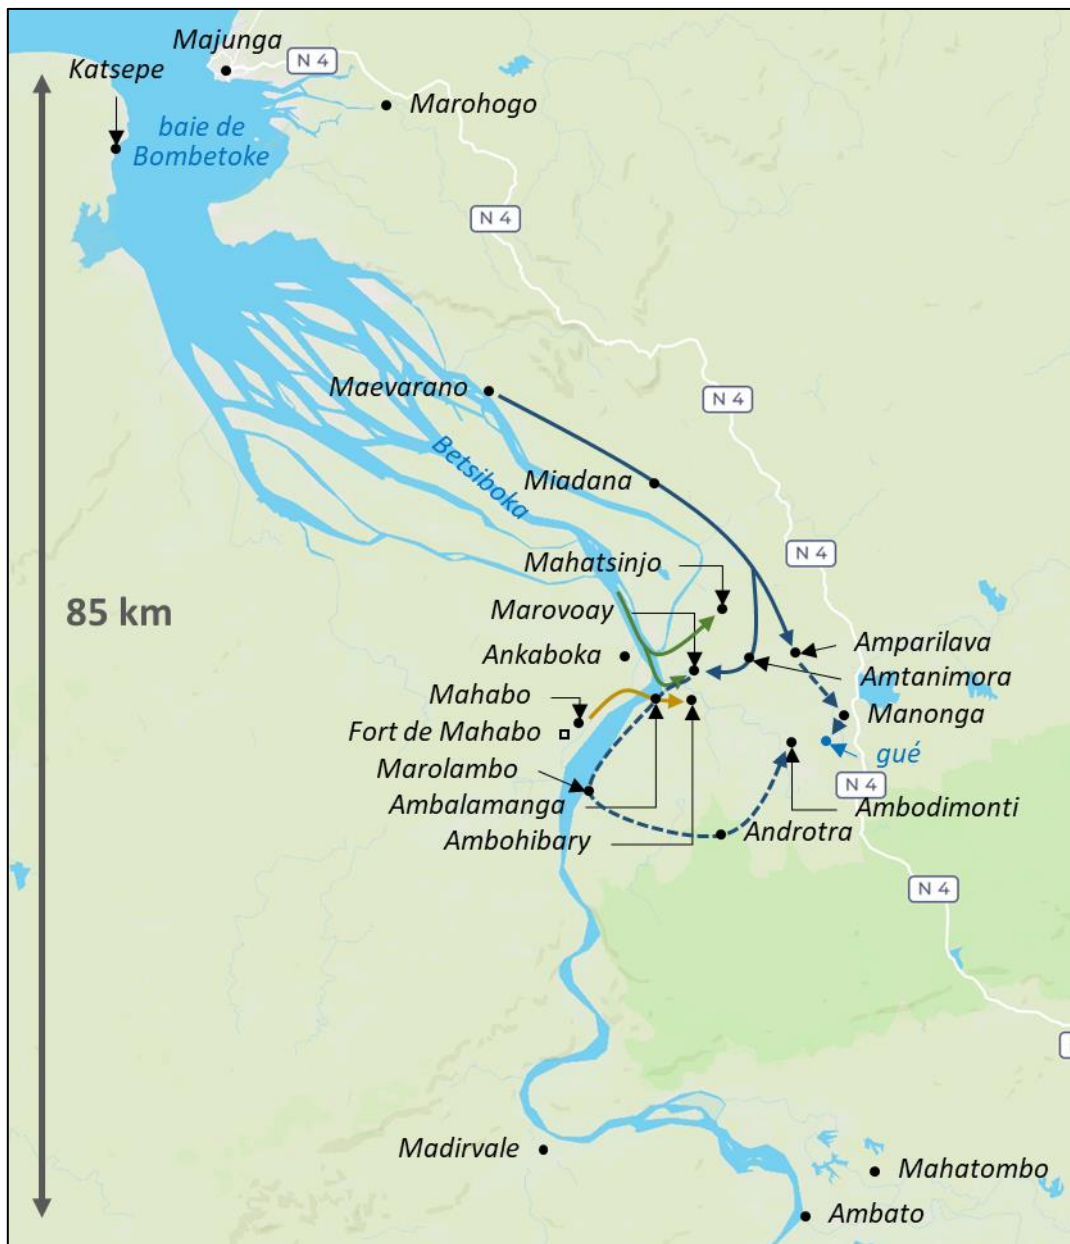 Majunga
N 4
Katsepe
Marohogo
baie de
Bombetoke
N 4
Maevarano
N 4
Betsiboka
Miadana
N 4
Mahatsinjo
Marovoay
85 km
Amparilava
Ankaboka
Amtanimora
Mahabo
Manonga
Fort de Mahabo
gué
Marolambo
N 4
Ambalamanga
Ambodimonti
Androtra
Ambohibary
N 4
Madirvale
Mahatombo
Ambato